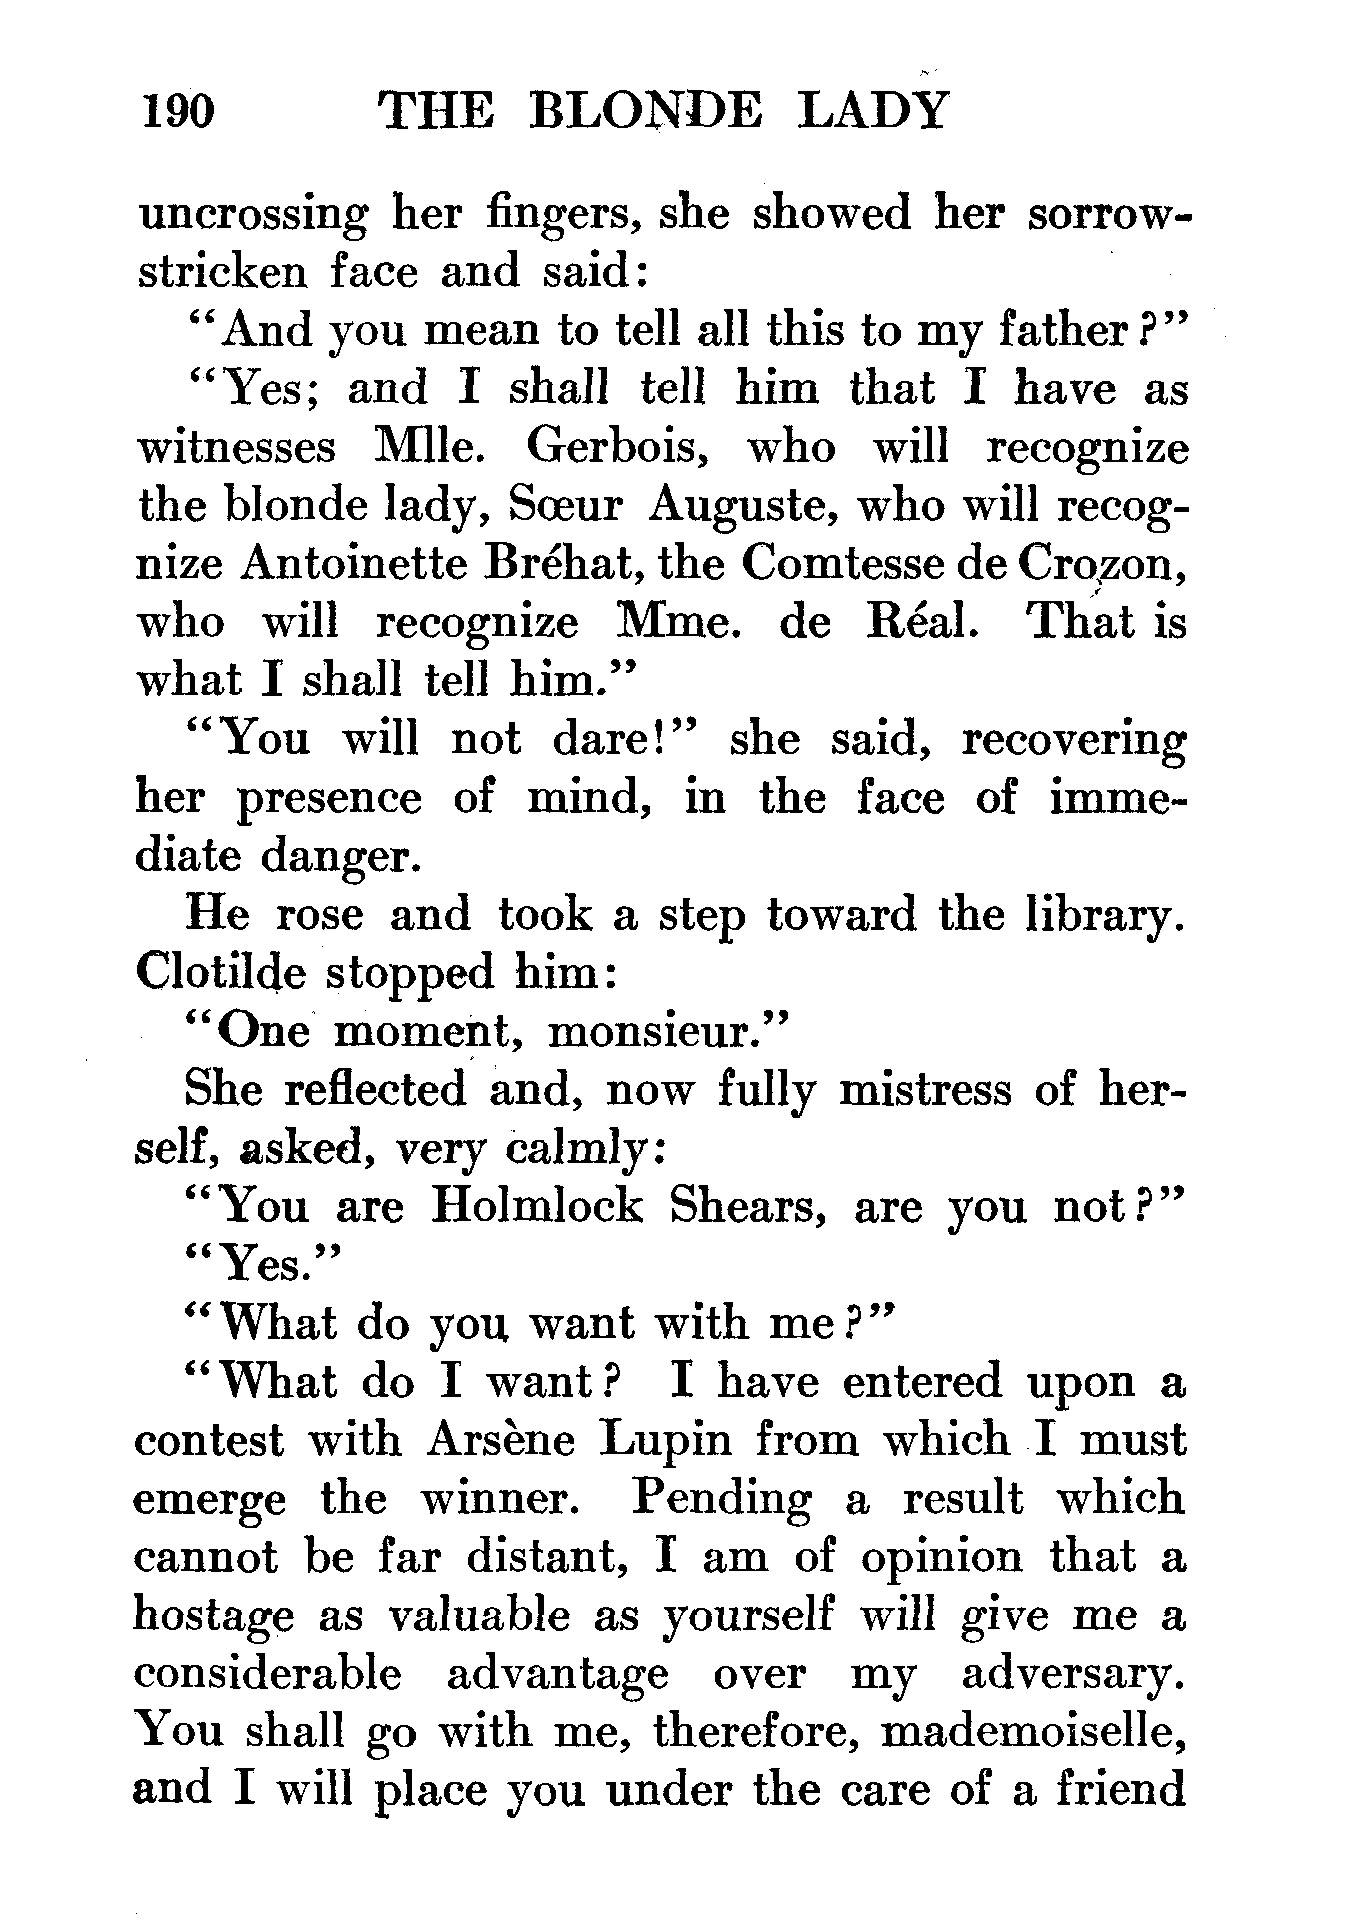 190 THE BLONDE LADY
uncrossing her fingers, she showed her sorrow-
stricken face and said:
"And you mean to tell all this to my father?"
"Yes; and I shall tell him that I have as
witnesses Mlle. Gerbois, who will recognize
the blonde lady, Sœur Auguste, who will recog-
nize Antoinette Bréhat, the Comtesse de Crozon,
who will recognize Mme. de Réal. That is
what I shall tell him."
"You will not dare!" she said, recovering
her presence of mind, in the face of imme-
diate danger.
He rose and took a step toward the library.
Clotilde stopped him:
"One moment, monsieur."
She reflected and, now fully mistress of her-
self, asked, very calmly:
"You are Holmlock Shears, are you not?"
"Yes."
"What do you want with me?"
"What do I want? I have entered upon a
contest with Arsène Lupin from which I must
emerge the winner. Pending a result which
cannot be far distant, I am of opinion that a
hostage as valuable as yourself will give me a
considerable advantage over my adversary.
You shall go with me, therefore, mademoiselle,
and I will place you under the care of a friend